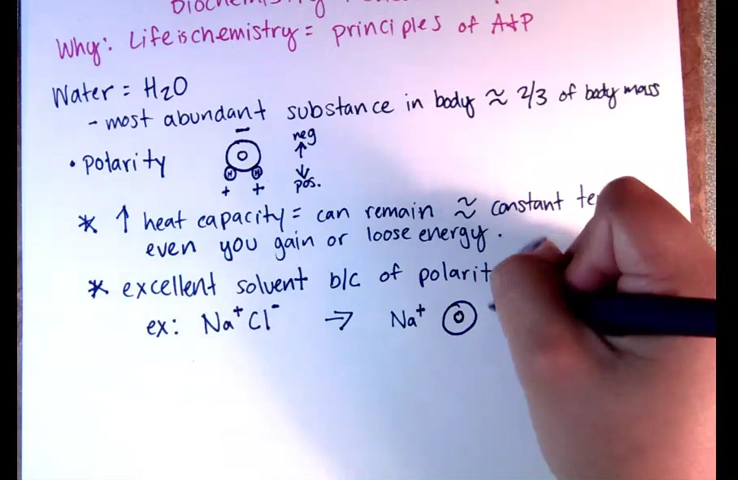 Biochemistry
Why: Life is chemistry = principles of A+P
Water = H₂O
- most abundant substance in body ≈ 2/3 of body mass
• Polarity
− neg
O
H H
+ + pos.
* ↑ heat capacity = can remain ≈ constant te
even you gain or loose energy.
* excellent solvent b/c of polarit
ex: Na⁺Cl⁻ → Na⁺ O